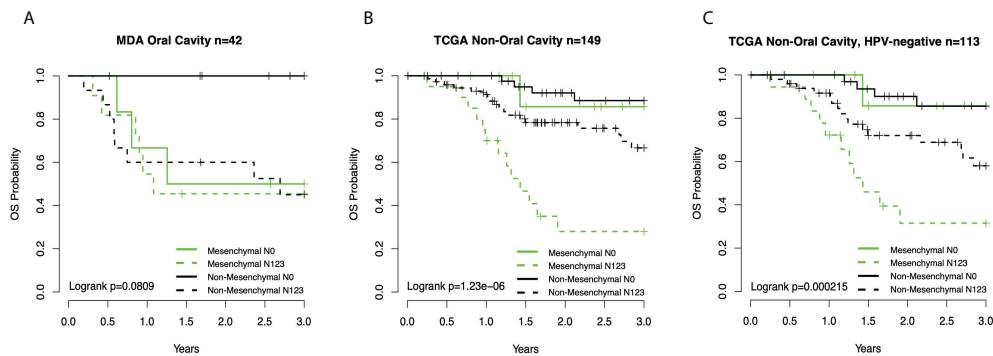 A
MDA Oral Cavity n=42
OS Probability
1.0
0.8
0.6
0.4
0.2
0.0
Mesenchymal N0
Mesenchymal N123
Non-Mesenchymal N0
Non-Mesenchymal N123
Logrank p=0.0809
0.0 0.5 1.0 1.5 2.0 2.5 3.0
Years
B
TCGA Non-Oral Cavity n=149
OS Probability
1.0
0.8
0.6
0.4
0.2
0.0
Mesenchymal N0
Mesenchymal N123
Non-Mesenchymal N0
Non-Mesenchymal N123
Logrank p=1.23e-06
0.0 0.5 1.0 1.5 2.0 2.5 3.0
Years
C
TCGA Non-Oral Cavity, HPV-negative n=113
OS Probability
1.0
0.8
0.6
0.4
0.2
0.0
Mesenchymal N0
Mesenchymal N123
Non-Mesenchymal N0
Non-Mesenchymal N123
Logrank p=0.000215
0.0 0.5 1.0 1.5 2.0 2.5 3.0
Years